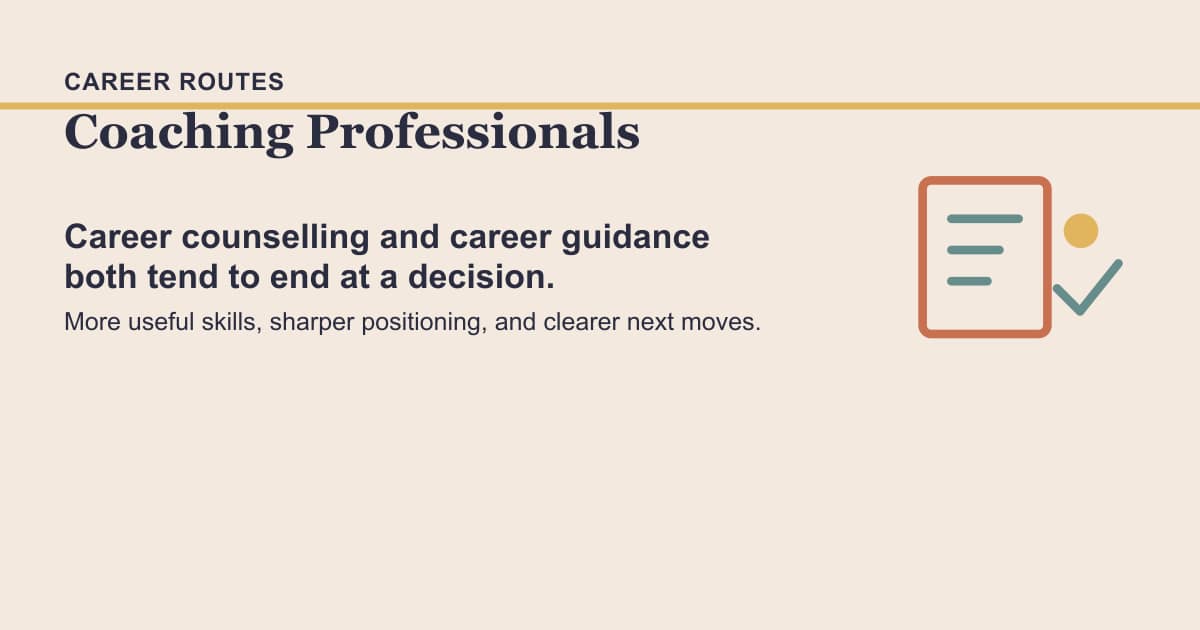 CAREER ROUTES
Coaching Professionals
Career counselling and career guidance
both tend to end at a decision.
More useful skills, sharper positioning, and clearer next moves.